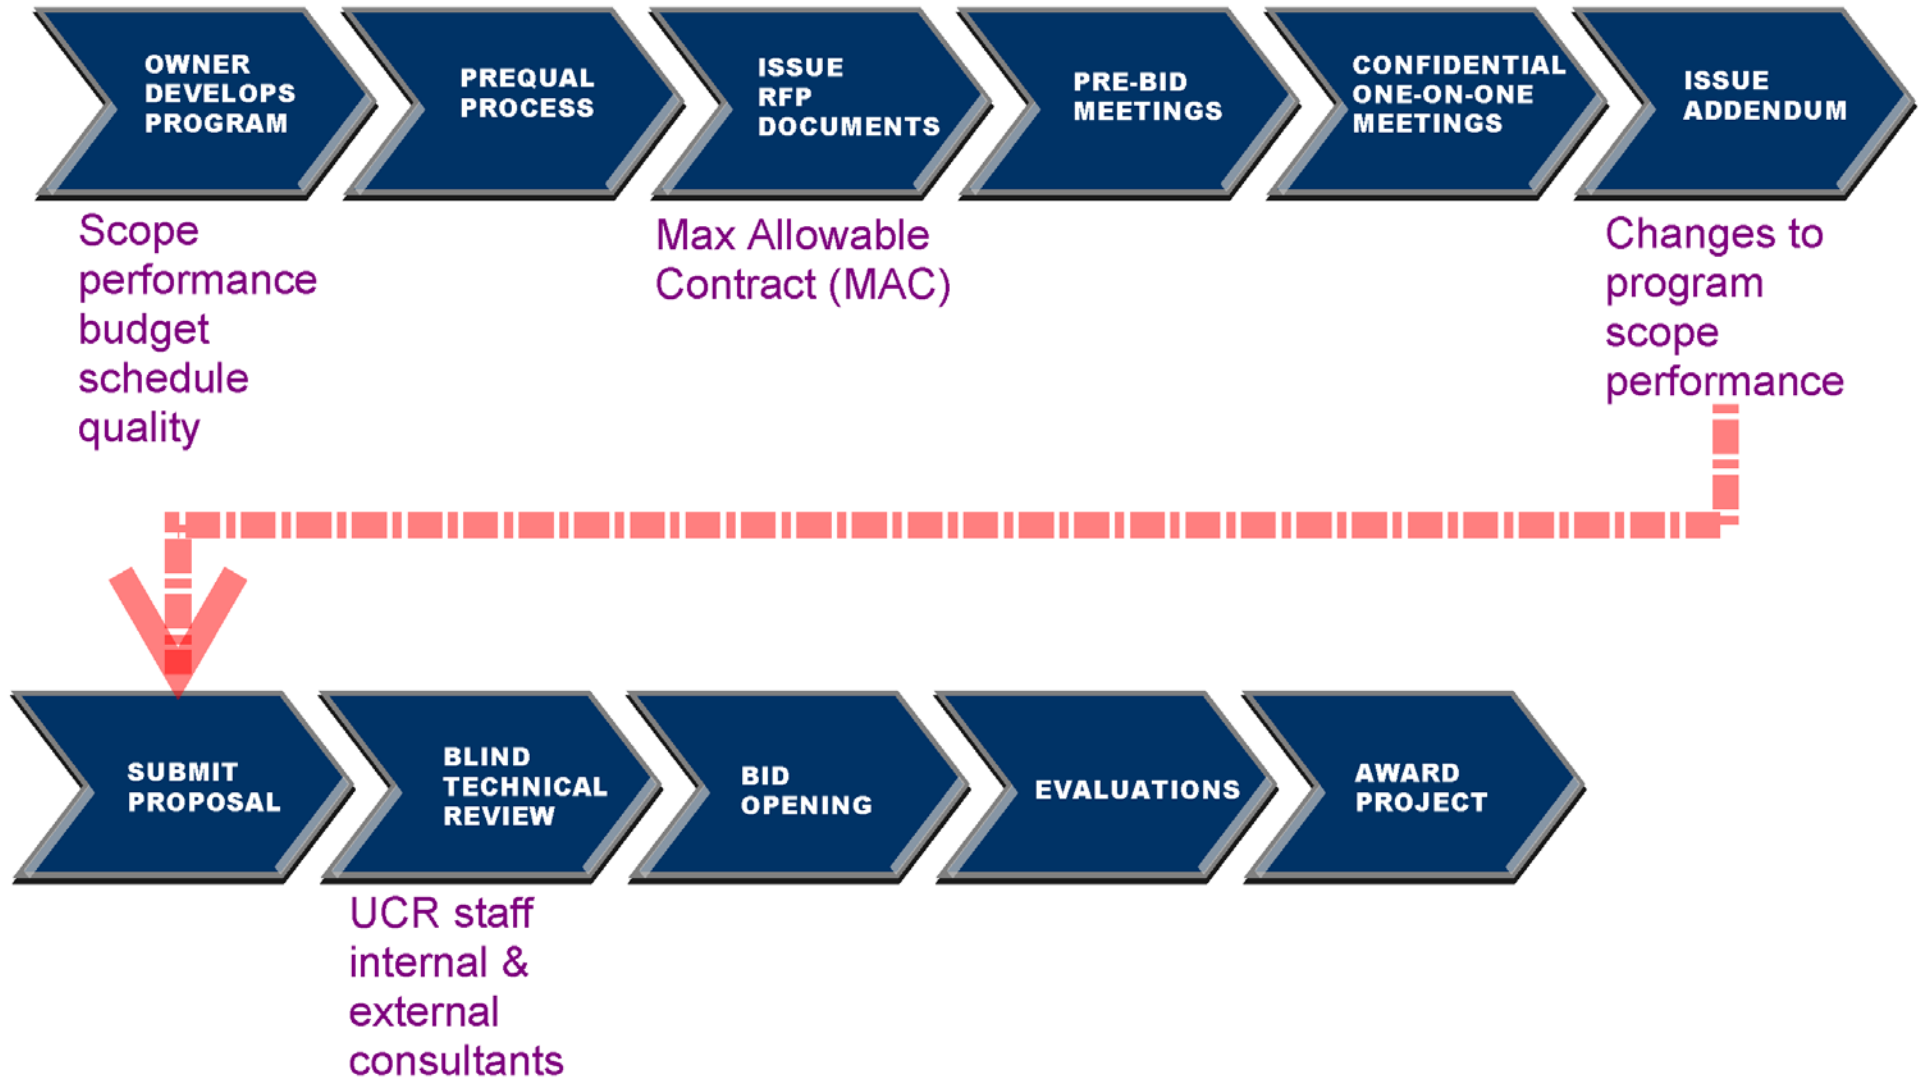 OWNER
DEVELOPS
PROGRAM
PREQUAL
PROCESS
ISSUE
RFP
DOCUMENTS
PRE-BID
MEETINGS
CONFIDENTIAL
ONE-ON-ONE
MEETINGS
ISSUE
ADDENDUM
Scope
performance
budget
schedule
quality
Max Allowable
Contract (MAC)
Changes to
program
scope
performance
SUBMIT
PROPOSAL
BLIND
TECHNICAL
REVIEW
BID
OPENING
EVALUATIONS
AWARD
PROJECT
UCR staff
internal &
external
consultants